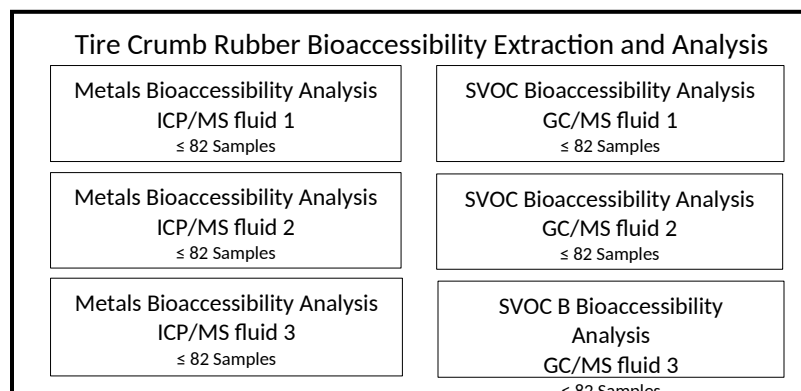 Tire Crumb Rubber Bioaccessibility Extraction and Analysis
Metals Bioaccessibility Analysis
ICP/MS fluid 1
≤ 82 Samples
SVOC Bioaccessibility Analysis
GC/MS fluid 1
≤ 82 Samples
Metals Bioaccessibility Analysis
ICP/MS fluid 2
≤ 82 Samples
SVOC Bioaccessibility Analysis
GC/MS fluid 2
≤ 82 Samples
Metals Bioaccessibility Analysis
ICP/MS fluid 3
≤ 82 Samples
SVOC B Bioaccessibility
Analysis
GC/MS fluid 3
≤ 82 Samples